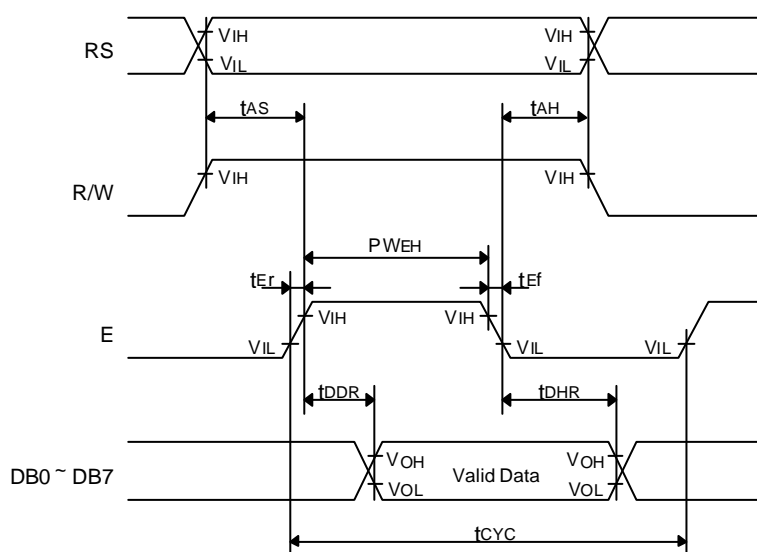 RS
VIH
VIH
VIL
VIL
tAS
tAH
R/W
VIH
VIH
PWEH
tEr
tEf
E
VIH
VIH
VIL
VIL
VIL
tDDR
tDHR
DB0 ~ DB7
VOH
VOH
Valid Data
VOL
VOL
tCYC